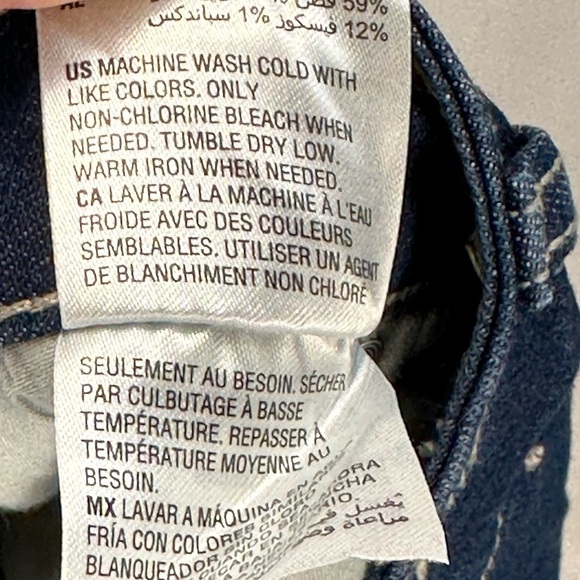 59% قطن
12% فسكوز 1% سباندكس
US MACHINE WASH COLD WITH
LIKE COLORS. ONLY
NON-CHLORINE BLEACH WHEN
NEEDED. TUMBLE DRY LOW.
WARM IRON WHEN NEEDED.
CA LAVER À LA MACHINE À L'EAU
FROIDE AVEC DES COULEURS
SEMBLABLES. UTILISER UN AGENT
DE BLANCHIMENT NON CHLORÉ
SEULEMENT AU BESOIN. SÉCHER
PAR CULBUTAGE À BASSE
TEMPÉRATURE. REPASSER À
TEMPÉRATURE MOYENNE AU
BESOIN.
MX LAVAR A MÁQUINA EN
FRÍA CON COLORES
BLANQUEADOR